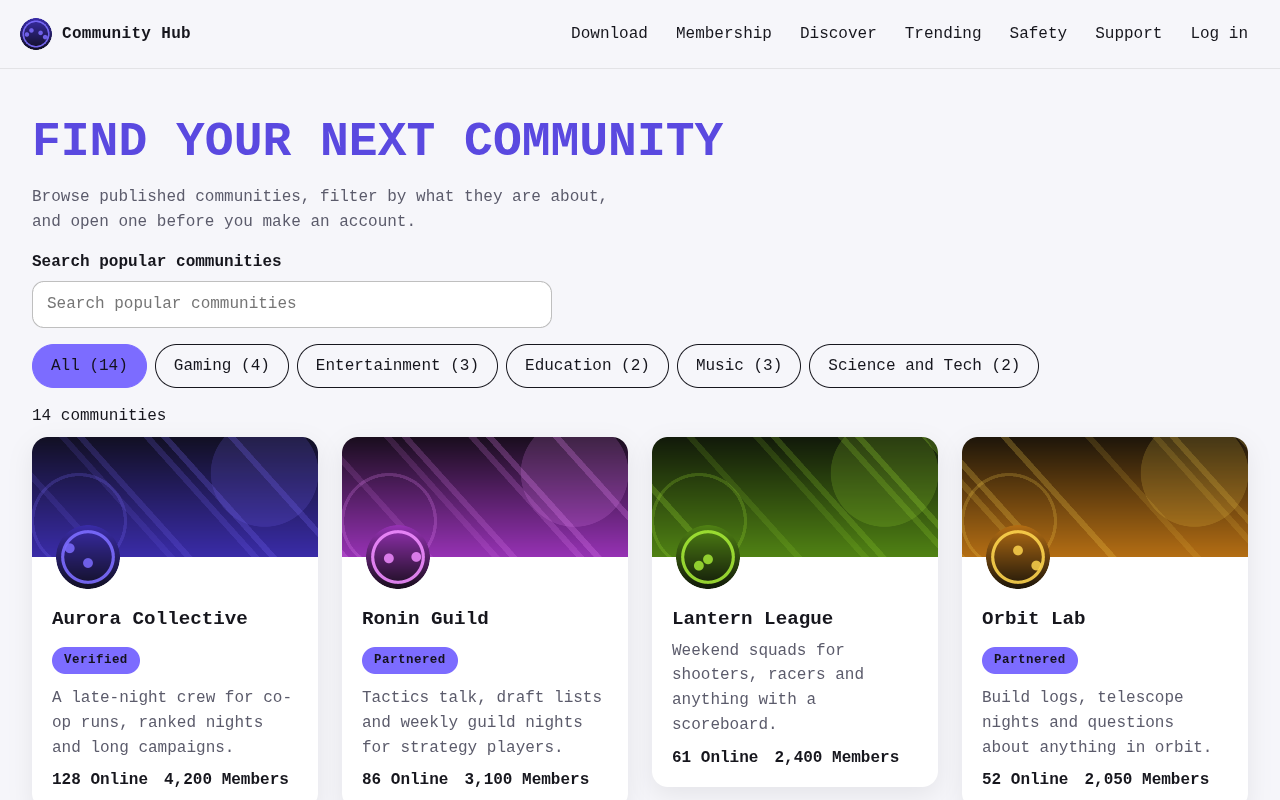 Community Hub
Download
Membership
Discover
Trending
Safety
Support
Log in
FIND YOUR NEXT COMMUNITY
Browse published communities, filter by what they are about,
and open one before you make an account.
Search popular communities
Search popular communities
All (14)
Gaming (4)
Entertainment (3)
Education (2)
Music (3)
Science and Tech (2)
14 communities
Aurora Collective
Verified
A late-night crew for co-
op runs, ranked nights
and long campaigns.
128 Online 4,200 Members
Ronin Guild
Partnered
Tactics talk, draft lists
and weekly guild nights
for strategy players.
86 Online 3,100 Members
Lantern League
Weekend squads for
shooters, racers and
anything with a
scoreboard.
61 Online 2,400 Members
Orbit Lab
Partnered
Build logs, telescope
nights and questions
about anything in orbit.
52 Online 2,050 Members